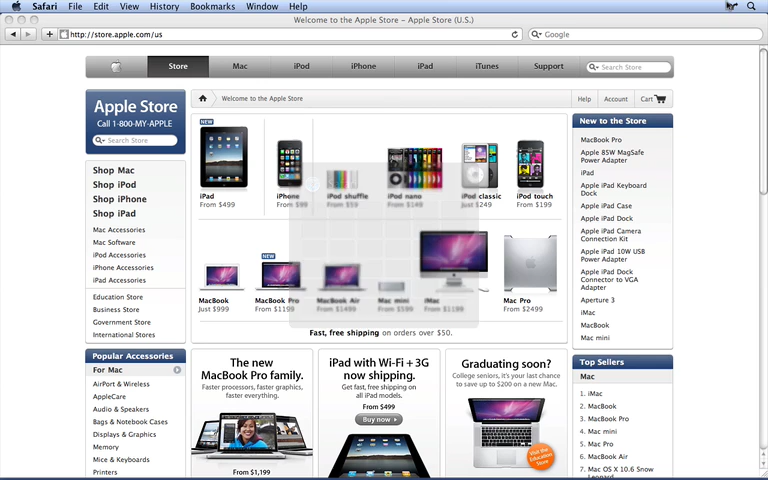 Safari File Edit View History Bookmarks Window Help
Welcome to the Apple Store – Apple Store (U.S.)
http://store.apple.com/us
Google
Store Mac iPod iPhone iPad iTunes Support Search Store
Apple Store
Call 1-800-MY-APPLE
Search Store
Welcome to the Apple Store
Help Account Cart
Shop Mac
Shop iPod
Shop iPhone
Shop iPad
Mac Accessories
Mac Software
iPod Accessories
iPhone Accessories
iPad Accessories
Education Store
Business Store
Government Store
International Stores
Popular Accessories
For Mac
AirPort & Wireless
AppleCare
Audio & Speakers
Bags & Notebook Cases
Displays & Graphics
Memory
Mice & Keyboards
Printers
NEW
iPad
From $499
iPhone
From $99
iPod shuffle
From $59
iPod nano
From $149
iPod classic
Just $249
iPod touch
From $199
NEW
MacBook
Just $999
MacBook Pro
From $1199
MacBook Air
From $1499
Mac mini
From $599
iMac
From $1199
Mac Pro
From $2499
Fast, free shipping on orders over $50.
The new
MacBook Pro family.
Faster processors, faster graphics,
faster everything.
From $1,199
iPad with Wi-Fi + 3G
now shipping.
Get fast, free shipping on
all iPad models.
From $499
Buy now
Graduating soon?
College seniors, it's your last chance
to save up to $200 on a new Mac.
Visit the
Education
Store
New to the Store
MacBook Pro
Apple 85W MagSafe
Power Adapter
iPad
Apple iPad Keyboard
Dock
Apple iPad Case
Apple iPad Dock
Apple iPad Camera
Connection Kit
Apple iPad 10W USB
Power Adapter
Apple iPad Dock
Connector to VGA
Adapter
Aperture 3
iMac
MacBook
Mac mini
Top Sellers
Mac
1. iMac
2. MacBook
3. MacBook Pro
4. Mac mini
5. Mac Pro
6. MacBook Air
7. Mac OS X 10.6 Snow
Leopard